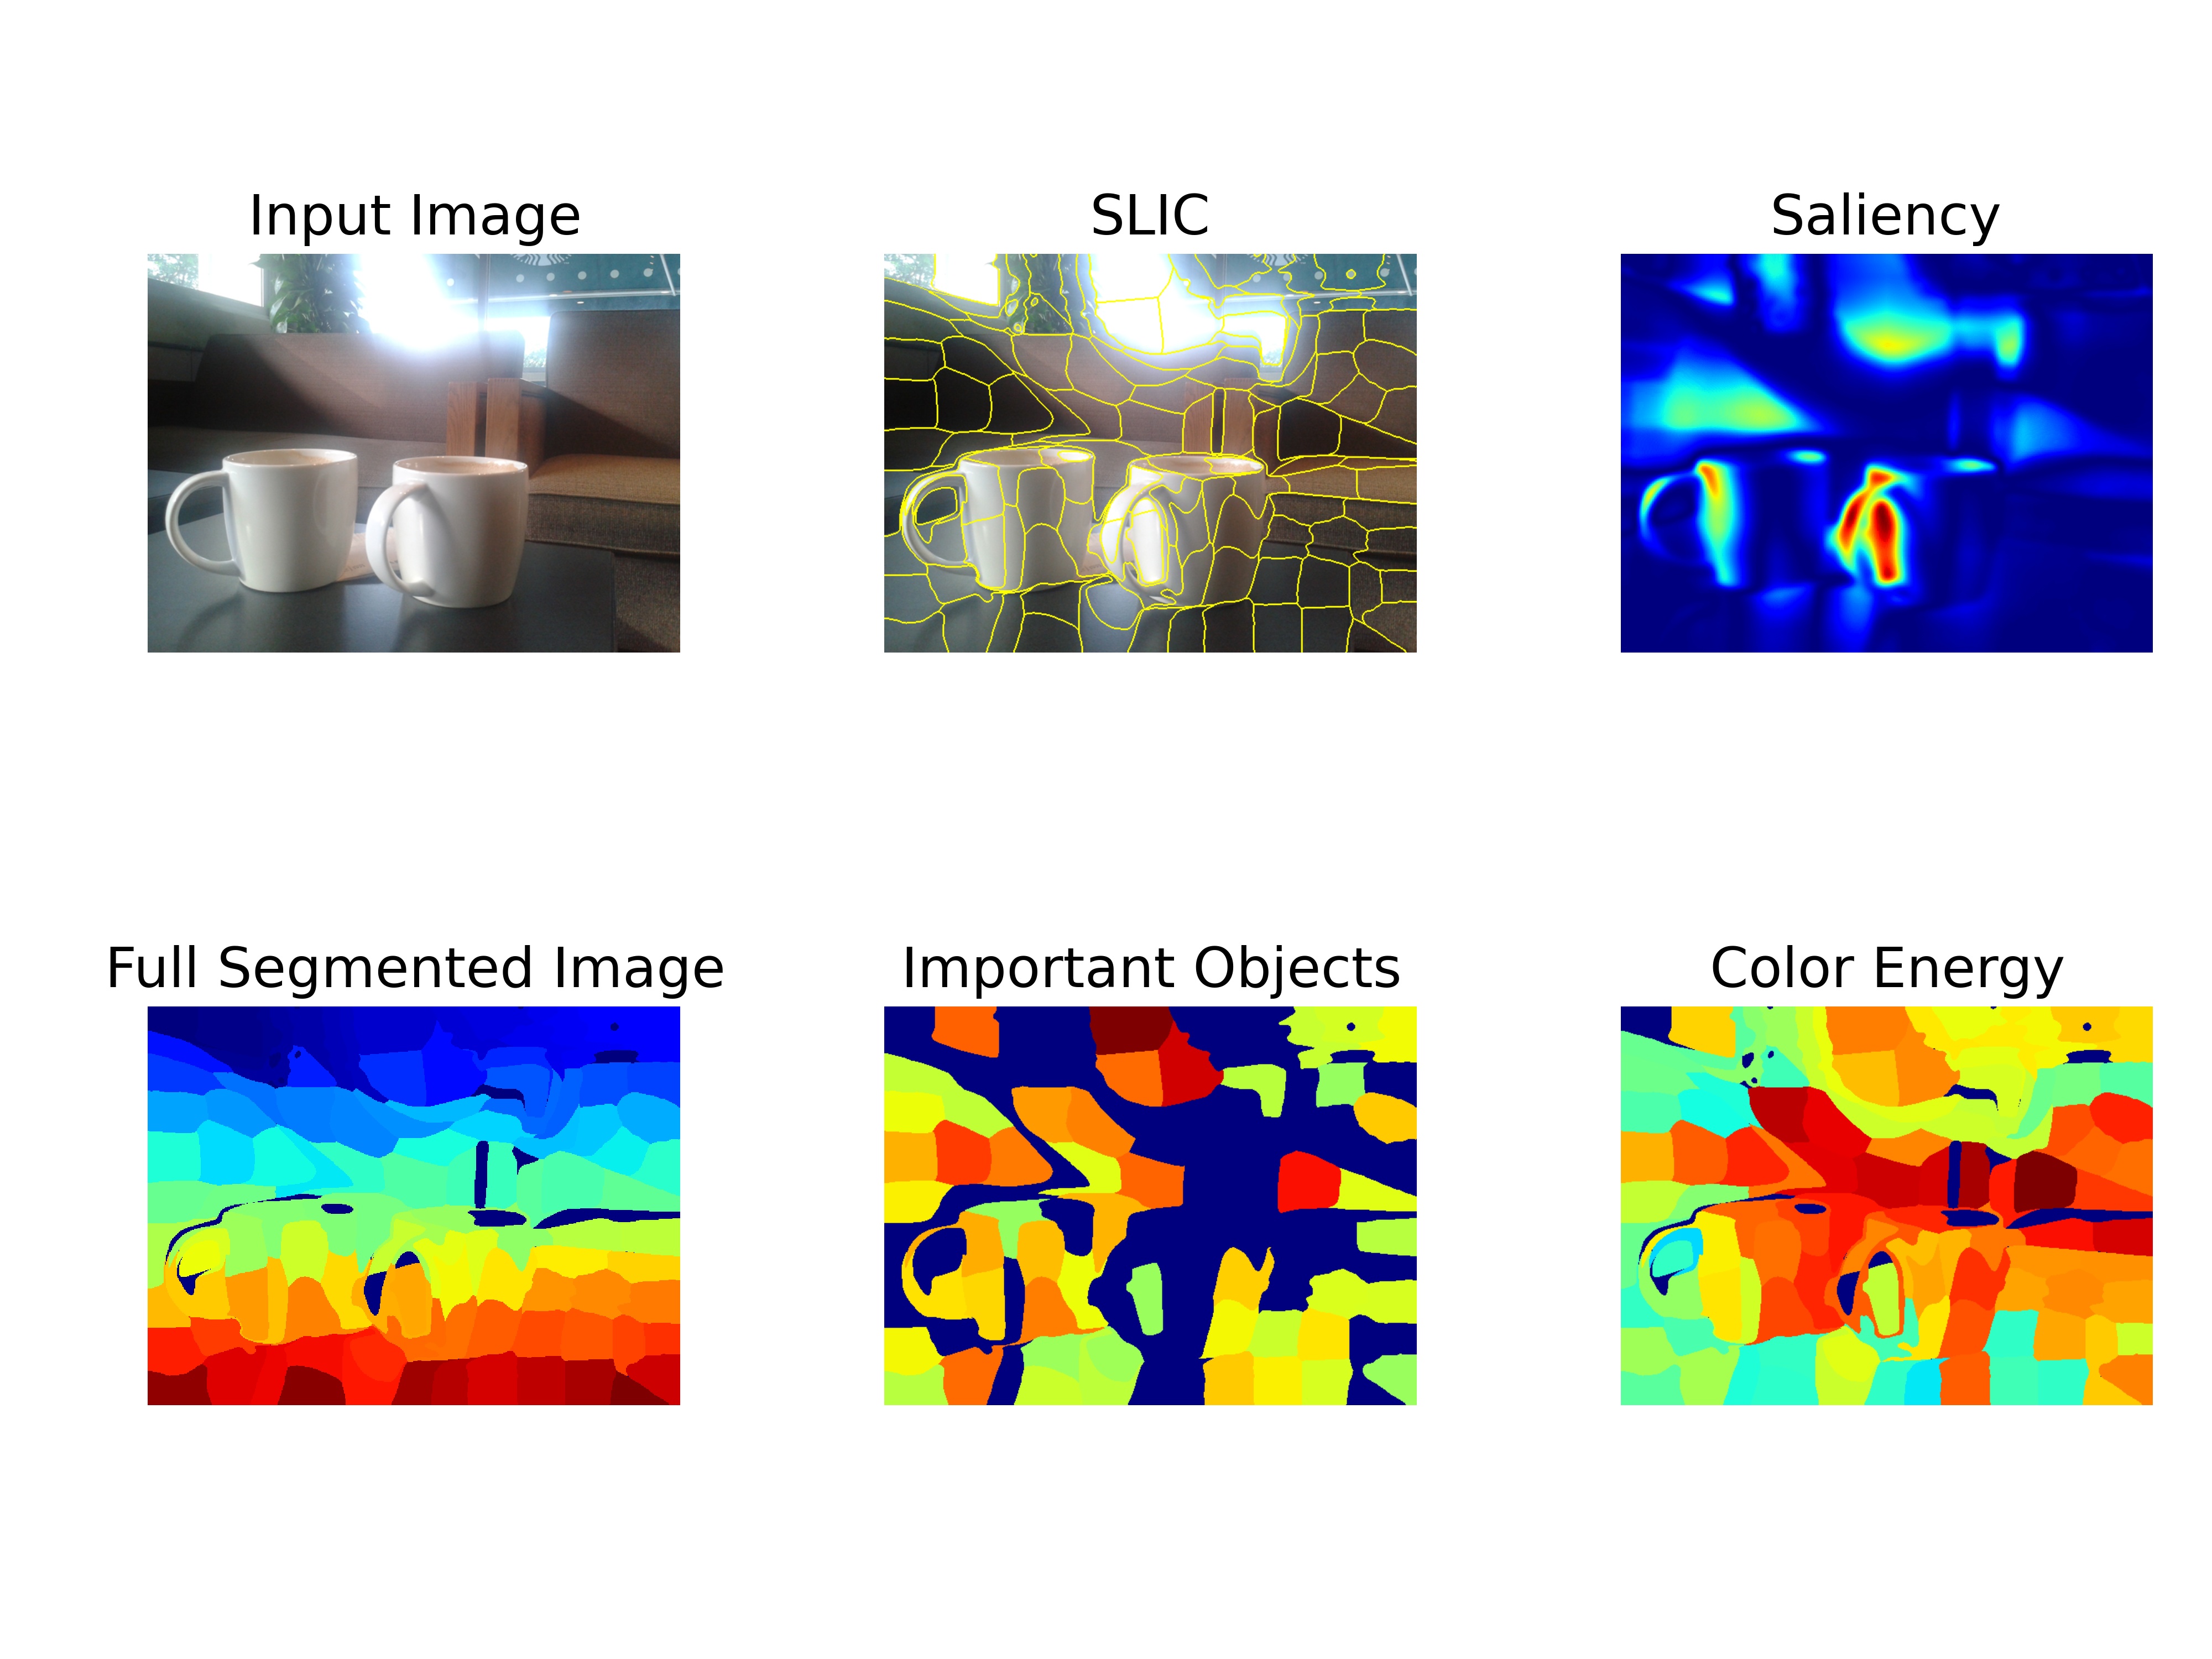 Input Image
SLIC
Saliency
Full Segmented Image
Important Objects
Color Energy